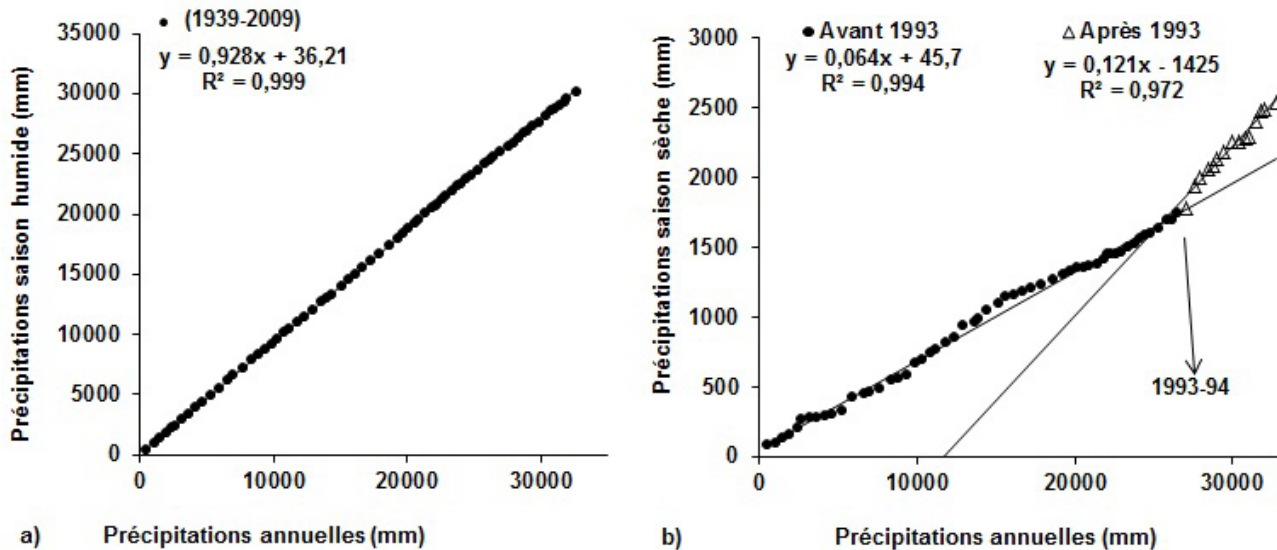 • (1939-2009)
y = 0,928x + 36,21
R² = 0,999
Précipitations saison humide (mm)
35000
30000
25000
20000
15000
10000
5000
0
0 10000 20000 30000
a) Précipitations annuelles (mm)
● Avant 1993 △ Après 1993
y = 0,064x + 45,7 y = 0,121x - 1425
R² = 0,994 R² = 0,972
Précipitations saison sèche (mm)
3000
2500
2000
1500
1000
500
0
1993-94
0 10000 20000 30000
b) Précipitations annuelles (mm)